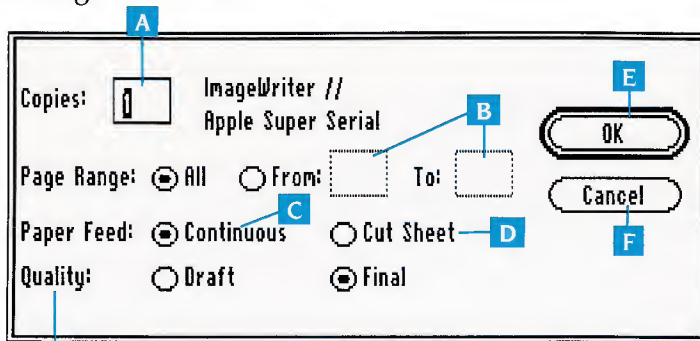 A
Copies: 1 ImageWriter //
Apple Super Serial
B
E
OK
Page Range: All From: To:
Cancel
C
Paper Feed: Continuous Cut Sheet
D
F
Quality: Draft Final